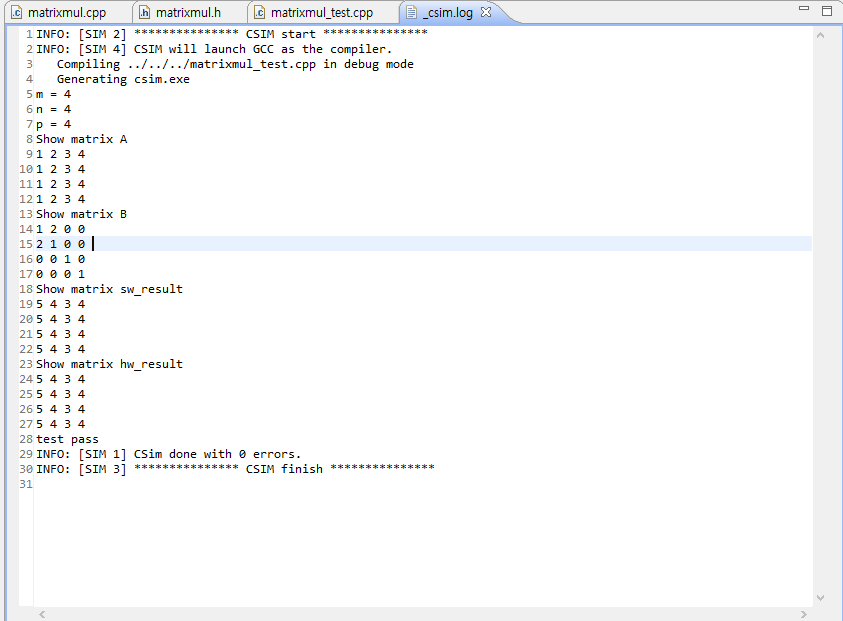 matrixmul.cpp matrixmul.h matrixmul_test.cpp _csim.log
1 INFO: [SIM 2] *************** CSIM start ***************
2 INFO: [SIM 4] CSIM will launch GCC as the compiler.
3    Compiling ../../../matrixmul_test.cpp in debug mode
4    Generating csim.exe
5 m = 4
6 n = 4
7 p = 4
8 Show matrix A
9 1 2 3 4
10 1 2 3 4
11 1 2 3 4
12 1 2 3 4
13 Show matrix B
14 1 2 0 0
15 2 1 0 0
16 0 0 1 0
17 0 0 0 1
18 Show matrix sw_result
19 5 4 3 4
20 5 4 3 4
21 5 4 3 4
22 5 4 3 4
23 Show matrix hw_result
24 5 4 3 4
25 5 4 3 4
26 5 4 3 4
27 5 4 3 4
28 test pass
29 INFO: [SIM 1] CSim done with 0 errors.
30 INFO: [SIM 3] *************** CSIM finish ***************
31